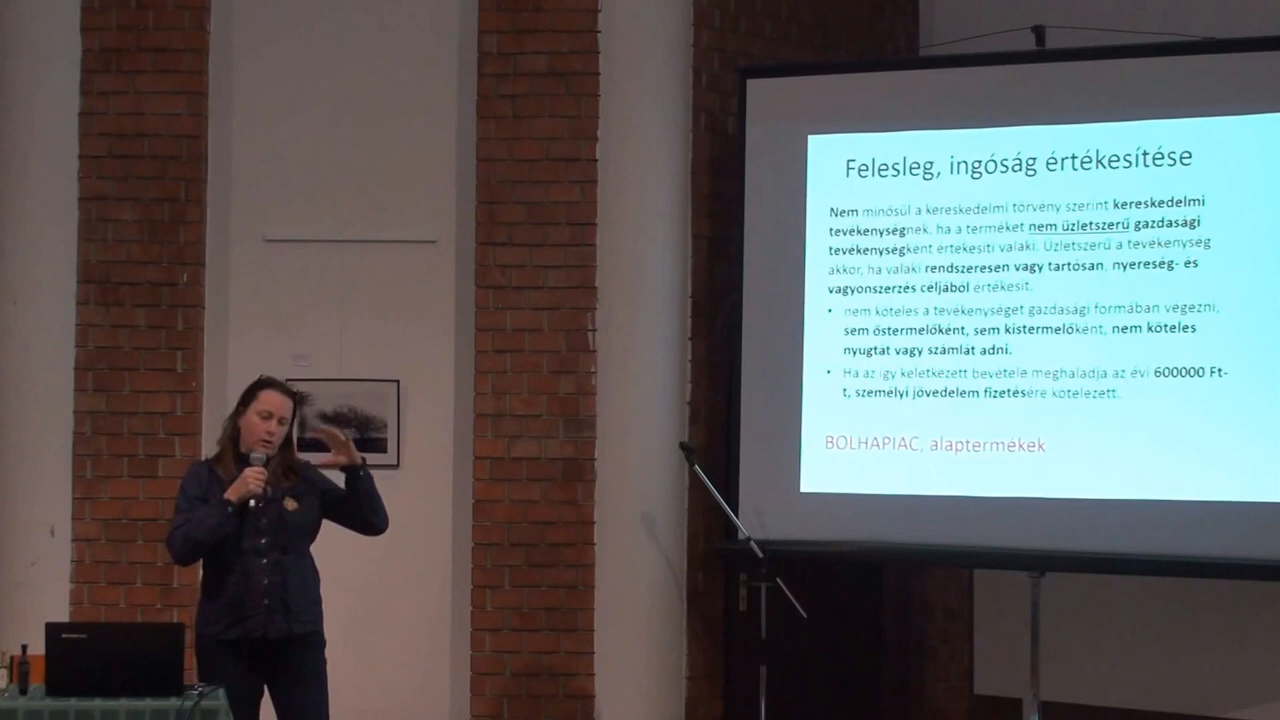 Felesleg, ingóság értékesítése
Nem minősül a kereskedelmi törvény szerint kereskedelmi
tevékenységnek, ha a terméket nem üzletszerű gazdasági
tevékenységként értékesíti valaki. Üzletszerű a tevékenység
akkor, ha valaki rendszeresen vagy tartósan, nyereség- és
vagyonszerzés céljából értékesít.
• nem köteles a tevékenységet gazdasági formában végezni,
sem őstermelőként, sem kistermelőként, nem köteles
nyugtát vagy számlát adni.
• Ha az így keletkezett bevétele meghaladja az évi 600000 Ft-
t, személyi jövedelem fizetésére kötelezett.
BOLHAPIAC, alaptermékek